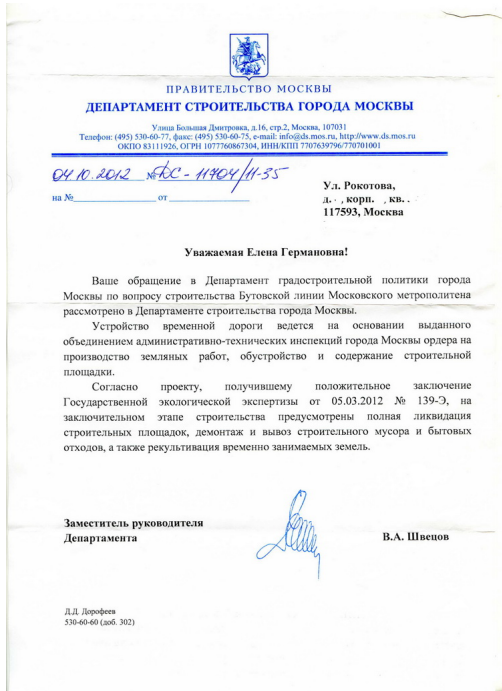 ПРАВИТЕЛЬСТВО МОСКВЫ
ДЕПАРТАМЕНТ СТРОИТЕЛЬСТВА ГОРОДА МОСКВЫ
Улица Большая Дмитровка, д.16, стр.2, Москва, 107031
Телефон: (495) 530-60-77, факс: (495) 530-60-75, e-mail: info@ds.mos.ru, http://www.ds.mos.ru
ОКПО 83111926, ОГРН 1077760867304, ИНН/КПП 7707639796/770701001
04.10.2012 № ДС-11704/11-35
на № от
Ул. Рокотова,
д. , корп. , кв. .
117593, Москва
Уважаемая Елена Германовна!
Ваше обращение в Департамент градостроительной политики города
Москвы по вопросу строительства Бутовской линии Московского метрополитена
рассмотрено в Департаменте строительства города Москвы.
Устройство временной дороги ведется на основании выданного
объединением административно-технических инспекций города Москвы ордера на
производство земляных работ, обустройство и содержание строительной
площадки.
Согласно проекту, получившему положительное заключение
Государственной экологической экспертизы от 05.03.2012 № 139-Э, на
заключительном этапе строительства предусмотрены полная ликвидация
строительных площадок, демонтаж и вывоз строительного мусора и бытовых
отходов, а также рекультивация временно занимаемых земель.
Заместитель руководителя
Департамента В.А. Швецов
Д.Д. Дорофеев
530-60-60 (доб. 302)